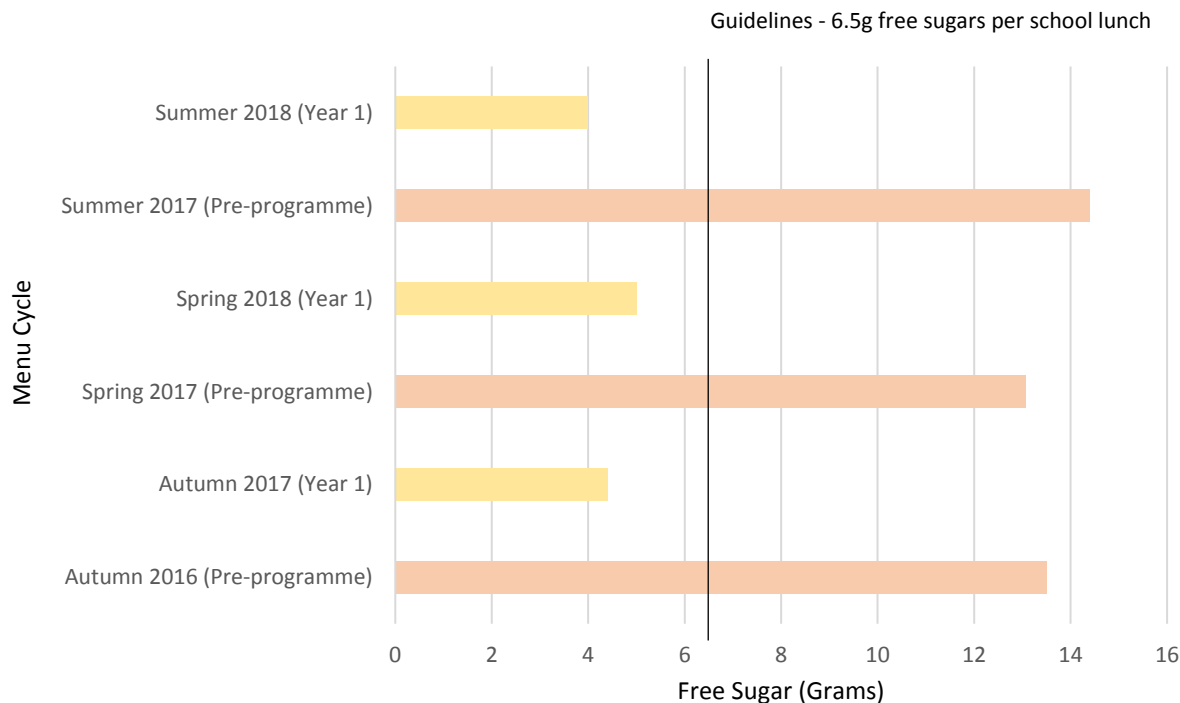 Guidelines - 6.5g free sugars per school lunch
Summer 2018 (Year 1)
Summer 2017 (Pre-programme)
Spring 2018 (Year 1)
Spring 2017 (Pre-programme)
Autumn 2017 (Year 1)
Autumn 2016 (Pre-programme)
Menu Cycle
0 2 4 6 8 10 12 14 16
Free Sugar (Grams)